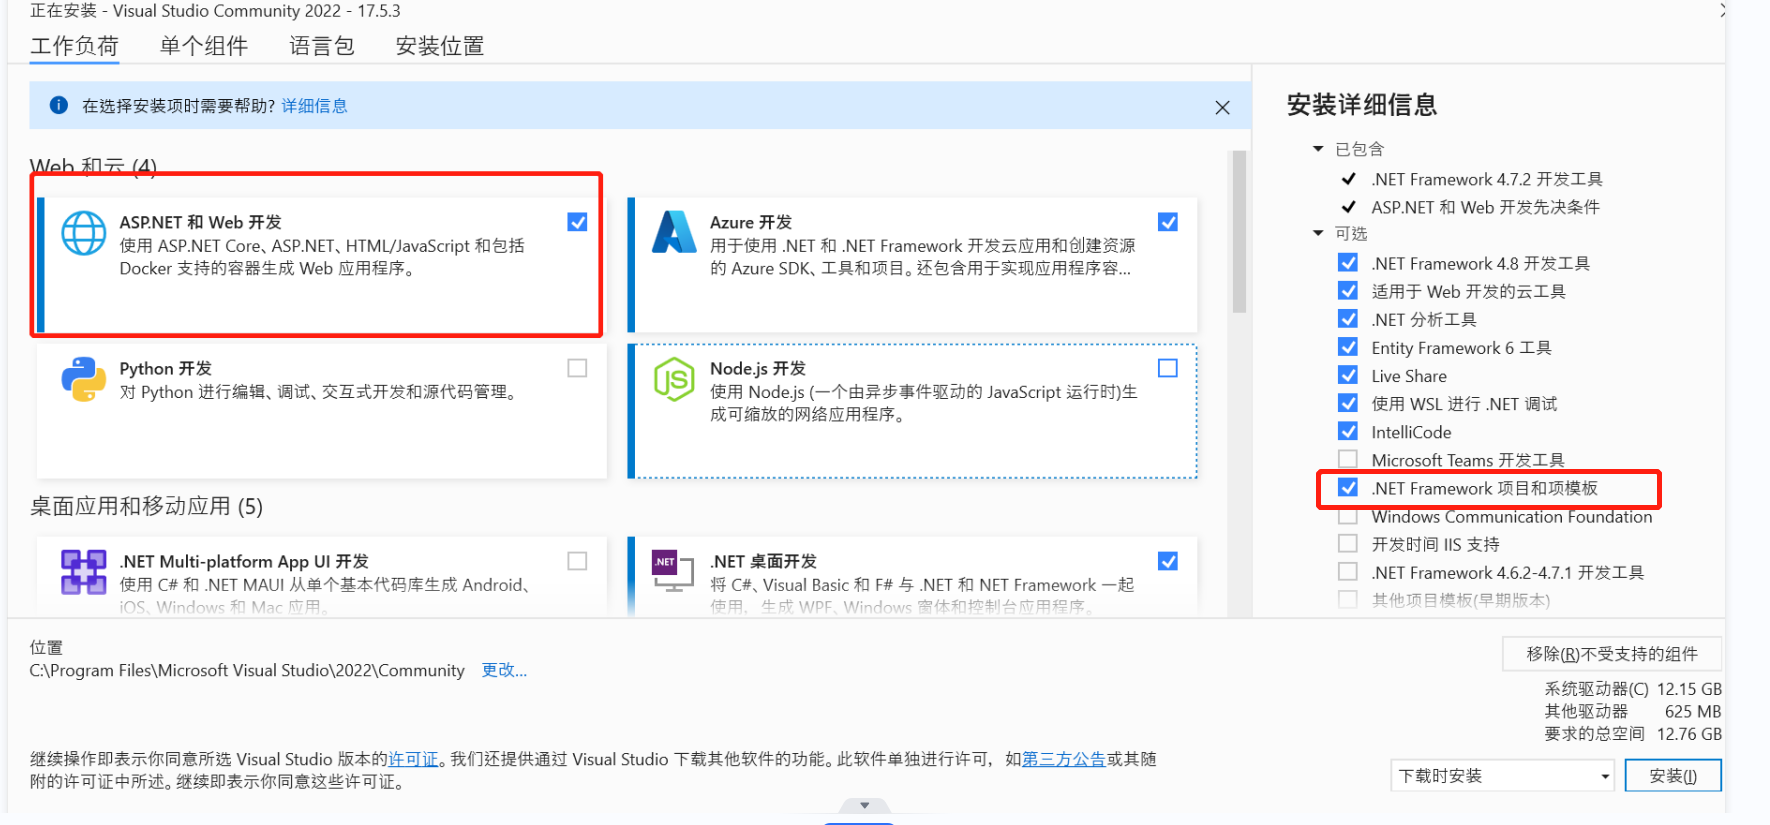 正在安装 - Visual Studio Community 2022 - 17.5.3
工作负荷 单个组件 语言包 安装位置
在选择安装项时需要帮助? 详细信息
Web 和云 (4)
ASP.NET 和 Web 开发
使用 ASP.NET Core、ASP.NET、HTML/JavaScript 和包括
Docker 支持的容器生成 Web 应用程序。
Azure 开发
用于使用 .NET 和 .NET Framework 开发云应用和创建资源
的 Azure SDK、工具和项目。还包含用于实现应用程序容...
Python 开发
对 Python 进行编辑、调试、交互式开发和源代码管理。
Node.js 开发
使用 Node.js (一个由异步事件驱动的 JavaScript 运行时)生
成可缩放的网络应用程序。
桌面应用和移动应用 (5)
.NET Multi-platform App UI 开发
使用 C# 和 .NET MAUI 从单个基本代码库生成 Android、
iOS、Windows 和 Mac 应用。
.NET
.NET 桌面开发
将 C#、Visual Basic 和 F# 与 .NET 和 .NET Framework 一起
使用，生成 WPF、Windows 窗体和控制台应用程序。
安装详细信息
已包含
.NET Framework 4.7.2 开发工具
ASP.NET 和 Web 开发先决条件
可选
.NET Framework 4.8 开发工具
适用于 Web 开发的云工具
.NET 分析工具
Entity Framework 6 工具
Live Share
使用 WSL 进行 .NET 调试
IntelliCode
Microsoft Teams 开发工具
.NET Framework 项目和项模板
Windows Communication Foundation
开发时间 IIS 支持
.NET Framework 4.6.2-4.7.1 开发工具
其他项目模板(早期版本)
位置
C:\Program Files\Microsoft Visual Studio\2022\Community 更改...
移除(R)不受支持的组件
系统驱动器(C) 12.15 GB
其他驱动器 625 MB
要求的总空间 12.76 GB
继续操作即表示你同意所选 Visual Studio 版本的许可证。我们还提供通过 Visual Studio 下载其他软件的功能。此软件单独进行许可，如第三方公告或其随
附的许可证中所述。继续即表示你同意这些许可证。
下载时安装
安装(I)